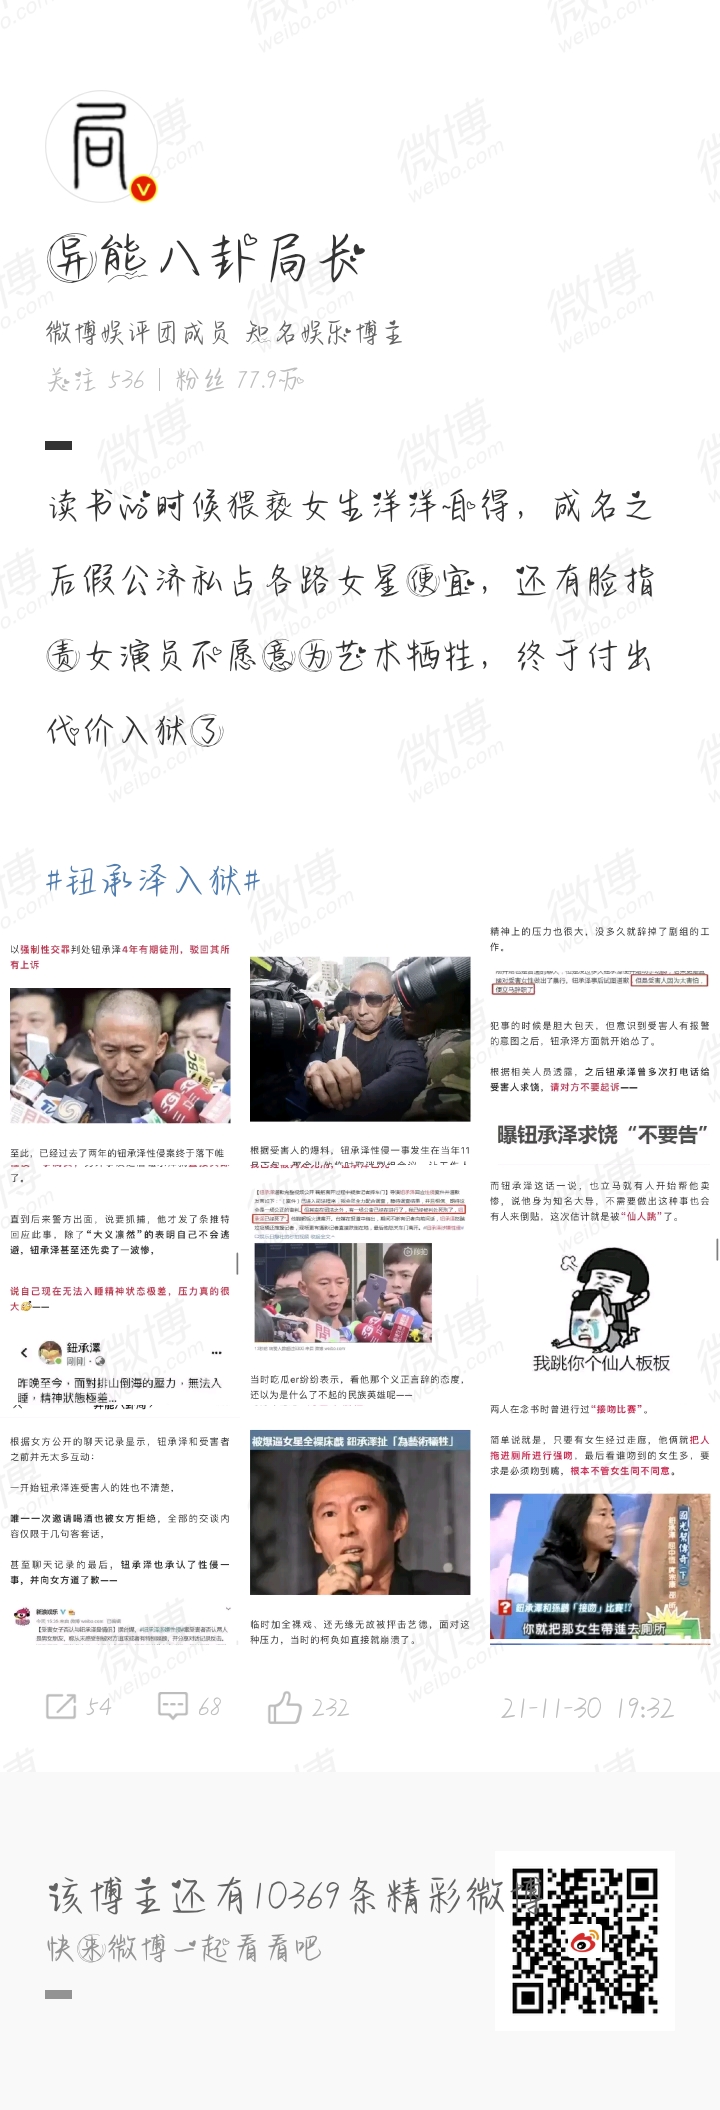 局
异能八卦局长
微博娱评团成员 知名娱乐博主
关注 536 | 粉丝 77.9万
读书的时候猥亵女生洋洋自得，成名之
后假公济私占各路女星便宜，还有脸指
责女演员不愿意为艺术牺牲，终于付出
代价入狱了
#钮承泽入狱#
以强制性交罪判处钮承泽4年有期徒刑，驳回其所
有上诉
至此，已经过去了两年的钮承泽性侵案终于落下帷
了。
直到后来警方出面，说要抓捕，他才发了条推特
回应此事，除了“大义凛然”的表明自己不会逃
避，钮承泽甚至还先卖了一波惨，
说自己现在无法入睡精神状态极差，压力真的很
大——
鈕承澤
剛剛
昨晚至今，面對排山倒海的壓力，無法入
睡，精神狀態極差...
根据女方公开的聊天记录显示，钮承泽和受害者
之前并无太多互动：
一开始钮承泽连受害人的姓也不清楚，
唯一一次邀请喝酒也被女方拒绝，全部的交谈内
容仅限于几句客套话，
甚至聊天记录的最后，钮承泽也承认了性侵一
事，并向女方道了歉——
新浪娱乐
根据受害人的爆料，钮承泽性侵一事发生在当年11
当时吃瓜群众er纷纷表示，看他那个义正言辞的态度，
还以为是什么了不起的民族英雄呢——
被爆逼女星全裸床戲 鈕承澤扯「為藝術犧牲」
临时加全裸戏、还无缘无故被抨击艺德，面对这
种压力，当时的柯奂如直接就崩溃了。
精神上的压力也很大，没多久就辞掉了剧组的工
作。
但是受害人因为太害怕，
便立马辞职了
犯事的时候是胆大包天，但意识到受害人有报警
的意图之后，钮承泽方面就开始怂了。
根据相关人员透露，之后钮承泽曾多次打电话给
受害人求饶，请对方不要起诉——
曝钮承泽求饶“不要告”
而钮承泽这话一说，也立马就有人开始帮他卖
惨，说他身为知名大导，不需要做出这种事也会
有人来倒贴，这次估计就是被“仙人跳”了。
我跳你个仙人板板
两人在念书时曾进行过“接吻比赛”。
简单说就是，只要有女生经过走廊，他俩就把人
拖进厕所进行强吻，最后看谁吻到的女生多，要
求是必须吻到嘴，根本不管女生同不同意。
鈕承澤和孫鵬「接吻」比賽!?
你就把那女生帶進去廁所
54 68 232 21-11-30 19:32
该博主还有10369条精彩微博
快来微博一起看看吧
微博
weibo.com